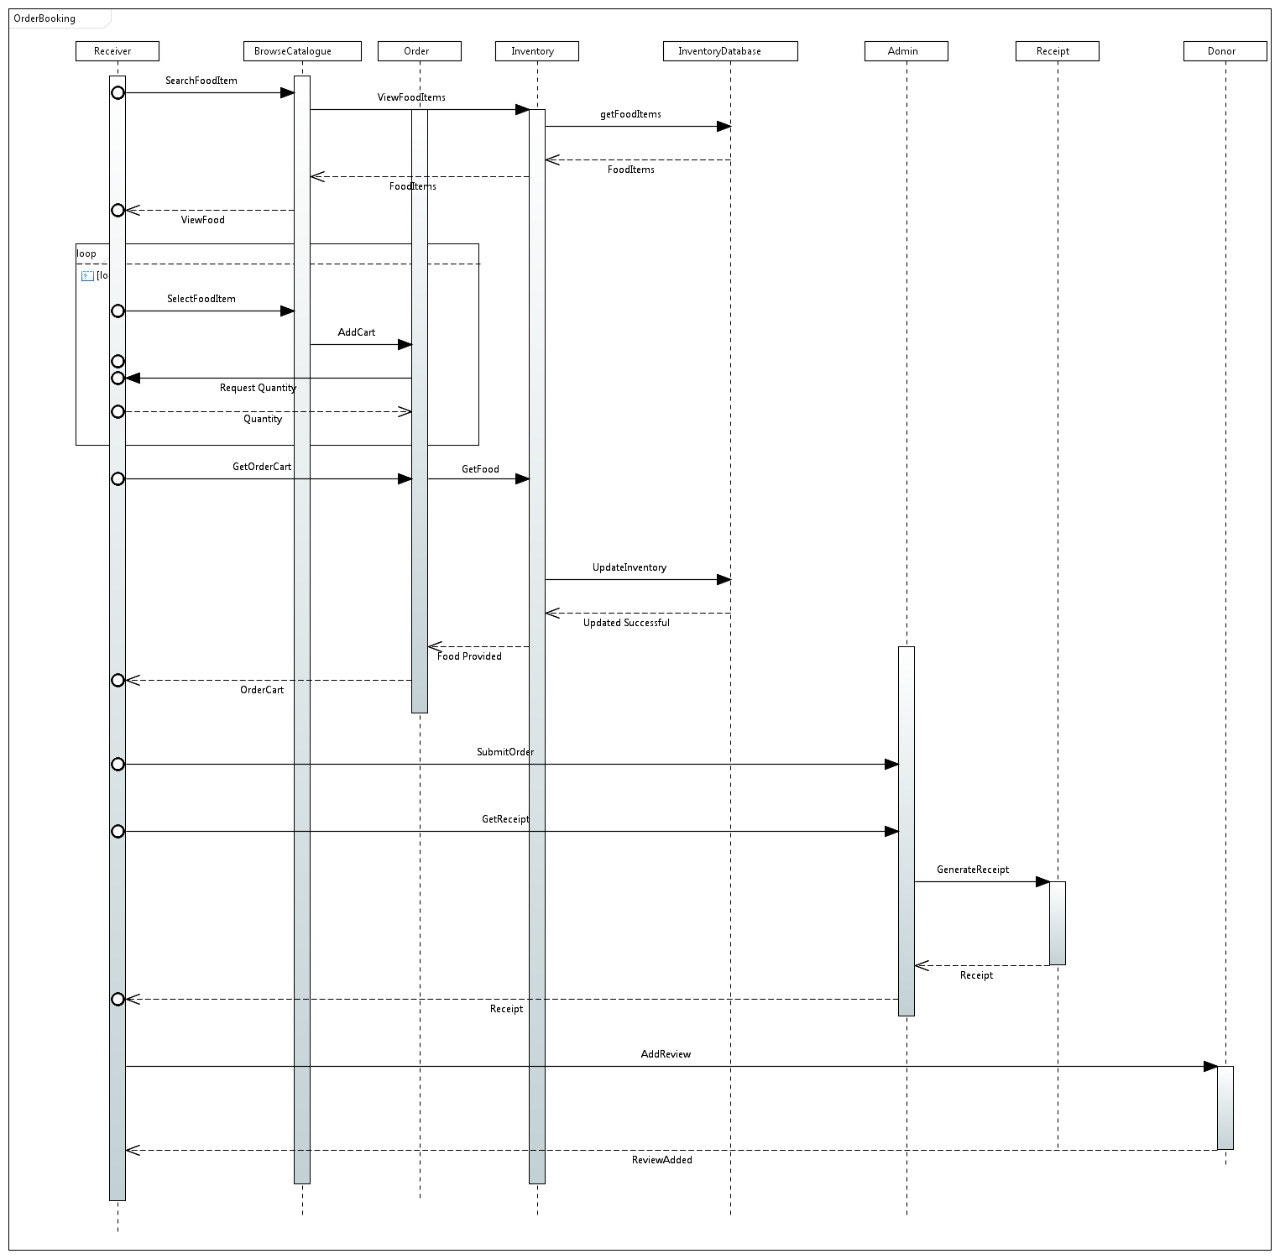 OrderBooking
Receiver
BrowseCatalogue
Order
Inventory
InventoryDatabase
Admin
Receipt
Donor
SearchFoodItem
ViewFoodItems
getFoodItems
FoodItems
FoodItems
ViewFood
loop
? [lo
SelectFoodItem
AddCart
Request Quantity
Quantity
GetOrderCart
GetFood
UpdateInventory
Updated Successful
Food Provided
OrderCart
SubmitOrder
GetReceipt
GenerateReceipt
Receipt
Receipt
AddReview
ReviewAdded